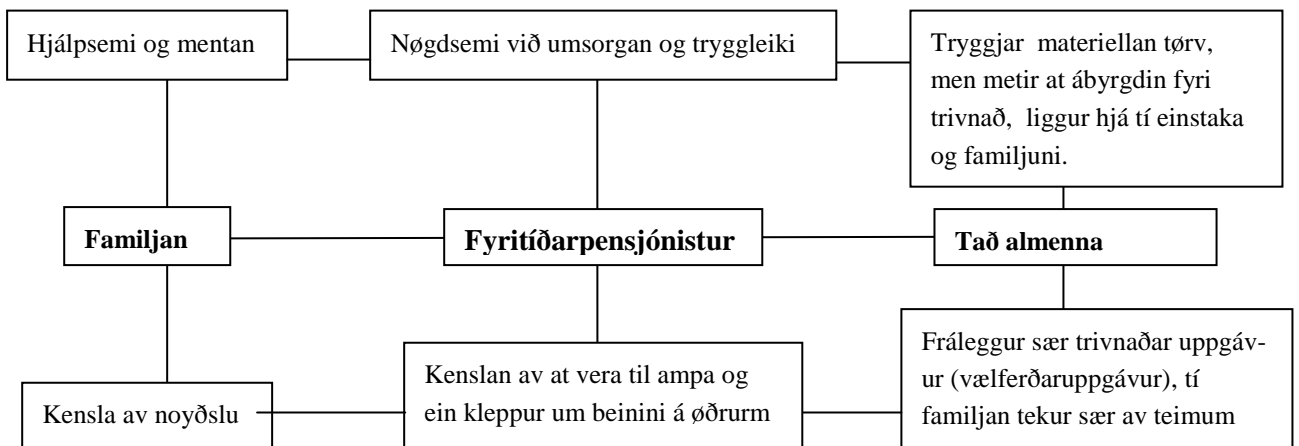 Hjálpsemi og mentan
Nøgdsemi við umsorgan og tryggleiki
Tryggjar materiellan tørv,
men metir at ábyrgdin fyri
trivnað, liggur hjá tí einstaka
og familjuni.
Familjan
Fyritíðarpensjónistur
Tað almenna
Kensla av noyðslu
Kenslan av at vera til ampa og
ein kleppur um beinini á øðrurm
Fráleggur sær trivnaðar uppgáv-
ur (vælferðaruppgávur), tí
familjan tekur sær av teimum